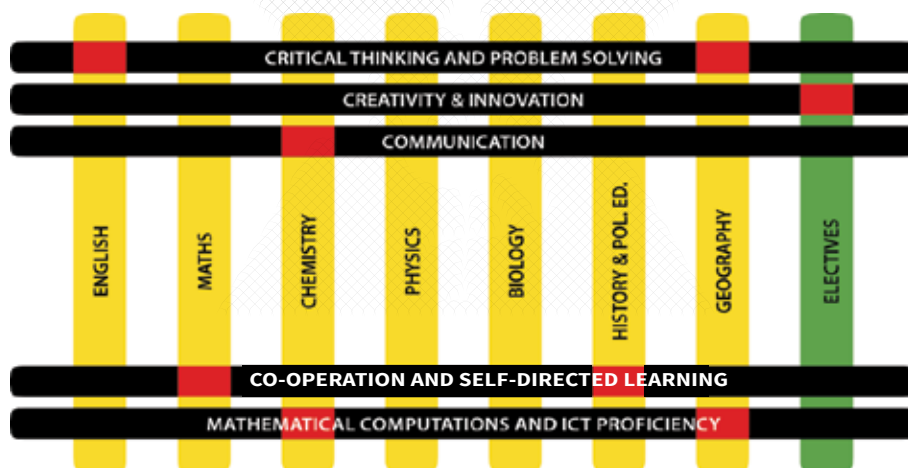 CRITICAL THINKING AND PROBLEM SOLVING
CREATIVITY & INNOVATION
COMMUNICATION
ENGLISH
MATHS
CHEMISTRY
PHYSICS
BIOLOGY
HISTORY & POL. ED.
GEOGRAPHY
ELECTIVES
CO-OPERATION AND SELF-DIRECTED LEARNING
MATHEMATICAL COMPUTATIONS AND ICT PROFICIENCY